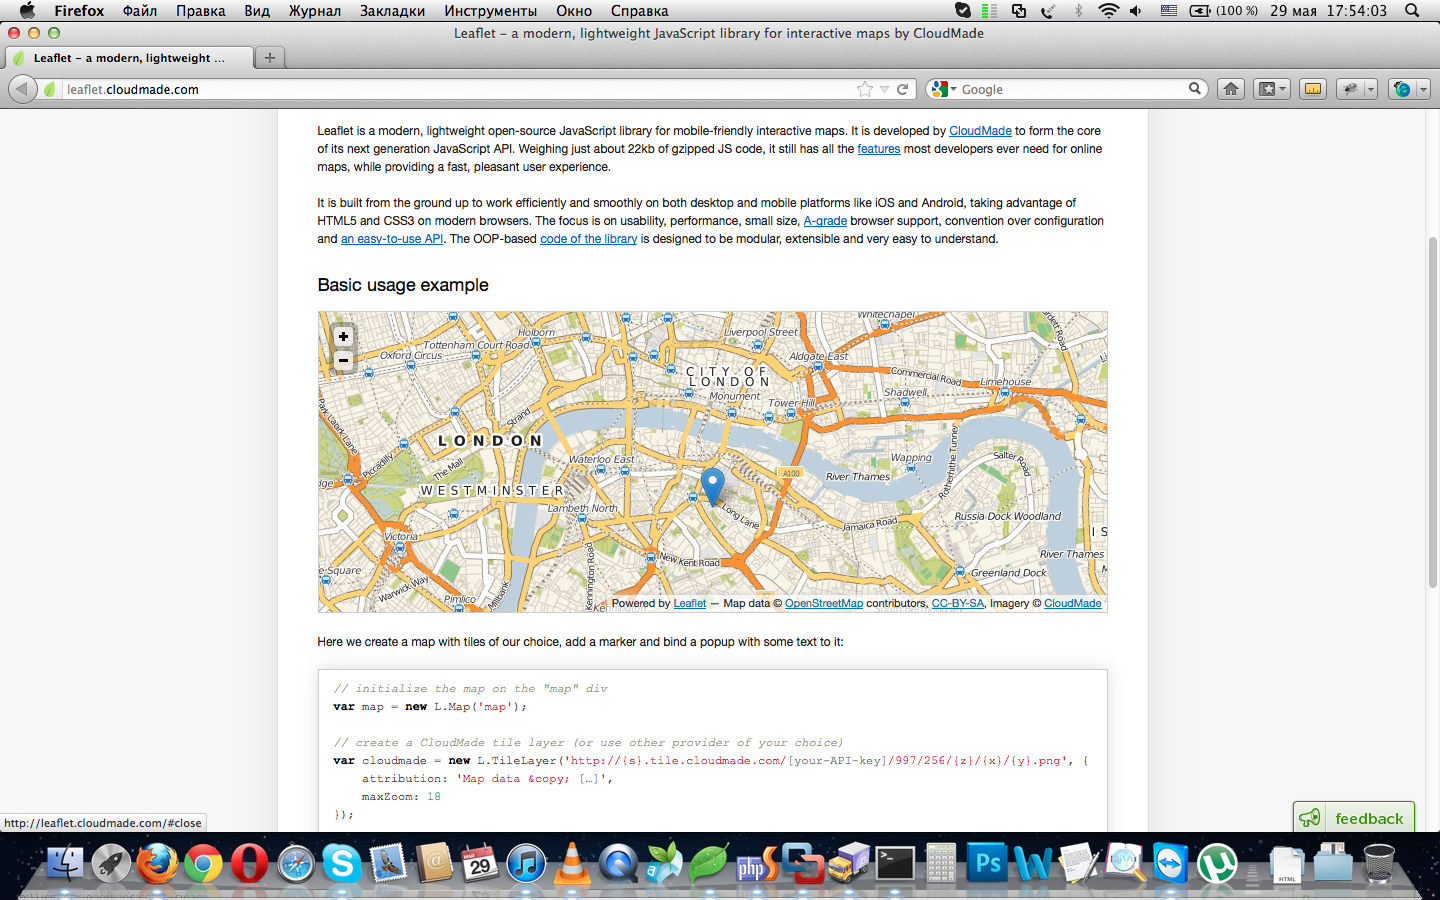 Firefox Файл Правка Вид Журнал Закладки Инструменты Окно Справка (100 %) 29 мая 17:54:03
Leaflet – a modern, lightweight JavaScript library for interactive maps by CloudMade
Leaflet – a modern, lightweight ...
leaflet.cloudmade.com
Google
Leaflet is a modern, lightweight open-source JavaScript library for mobile-friendly interactive maps. It is developed by CloudMade to form the core
of its next generation JavaScript API. Weighing just about 22kb of gzipped JS code, it still has all the features most developers ever need for online
maps, while providing a fast, pleasant user experience.
It is built from the ground up to work efficiently and smoothly on both desktop and mobile platforms like iOS and Android, taking advantage of
HTML5 and CSS3 on modern browsers. The focus is on usability, performance, small size, A-grade browser support, convention over configuration
and an easy-to-use API. The OOP-based code of the library is designed to be modular, extensible and very easy to understand.
Basic usage example
+
−
Whitechapel
Holborn
Liverpool Street
Tottenham Court Road
Oxford Circus
Aldgate East
CITY OF
LONDON
Commercial Road
Limehouse
Monument
Shadwell
Tower Hill
Park Lane
Strand
LONDON
Piccadilly
The Mall
Waterloo East
Wapping
Rotherhithe Tunnel
Salter Road
A100
River Thames
WESTMINSTER
Lambeth North
Long Lane
Jamaica Road
Russia Dock Woodland
Victoria
IS
New Kent Road
River Thames
e Square
Kennington Road
Greenland Dock
Warwick Way
Pimlico
Millbank
Powered by Leaflet — Map data © OpenStreetMap contributors, CC-BY-SA, Imagery © CloudMade
Here we create a map with tiles of our choice, add a marker and bind a popup with some text to it:
// initialize the map on the "map" div
var map = new L.Map('map');
// create a CloudMade tile layer (or use other provider of your choice)
var cloudmade = new L.TileLayer('http://{s}.tile.cloudmade.com/[your-API-key]/997/256/{z}/{x}/{y}.png', {
attribution: 'Map data &copy; […]',
maxZoom: 18
});
http://leaflet.cloudmade.com/#close
feedback
29
php
Ps
HTML